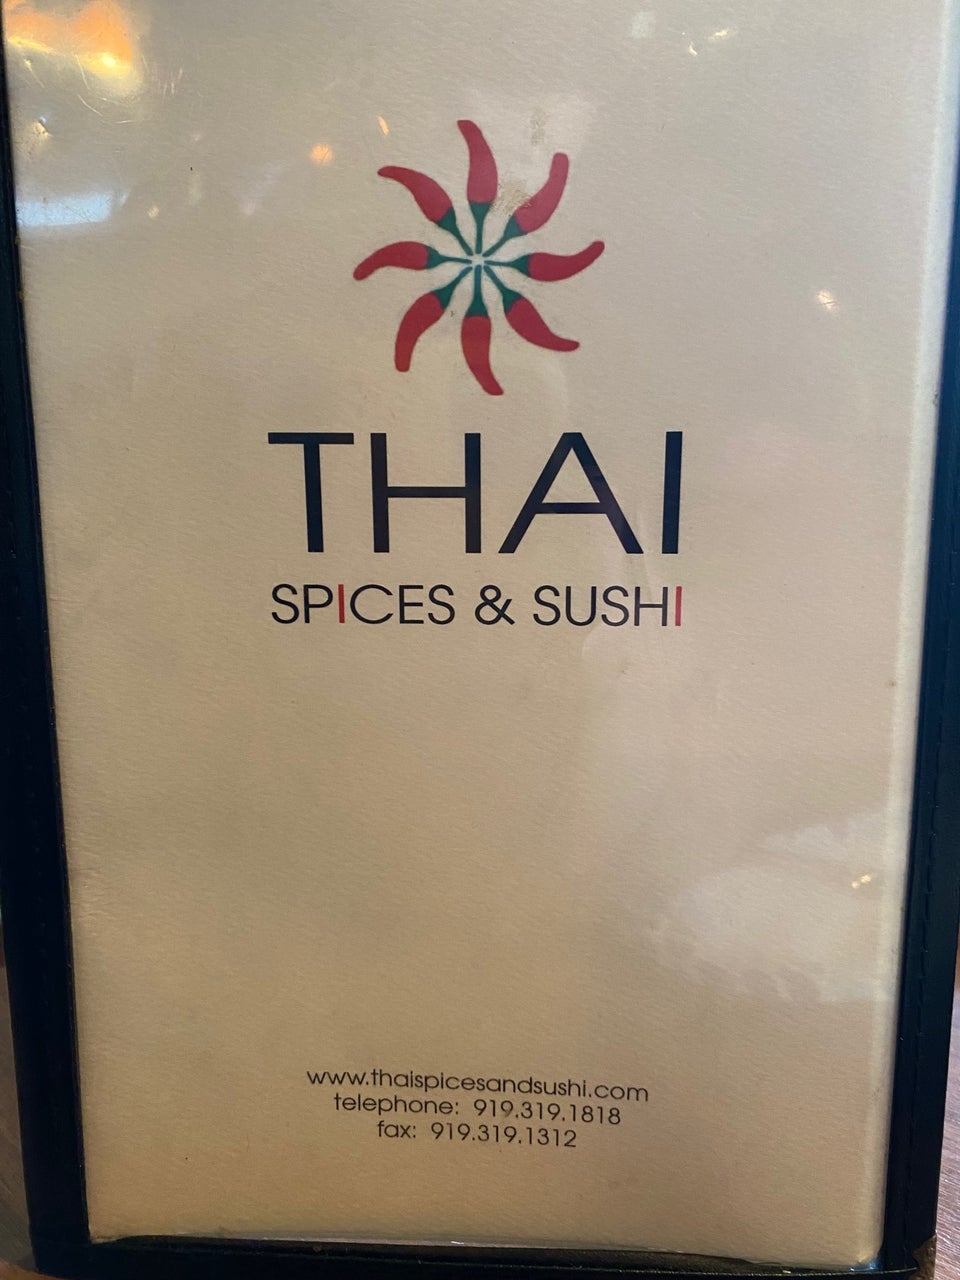 THAI
SPICES & SUSHI
www.thaispicesandsushi.com
telephone: 919.319.1818
fax: 919.319.1312